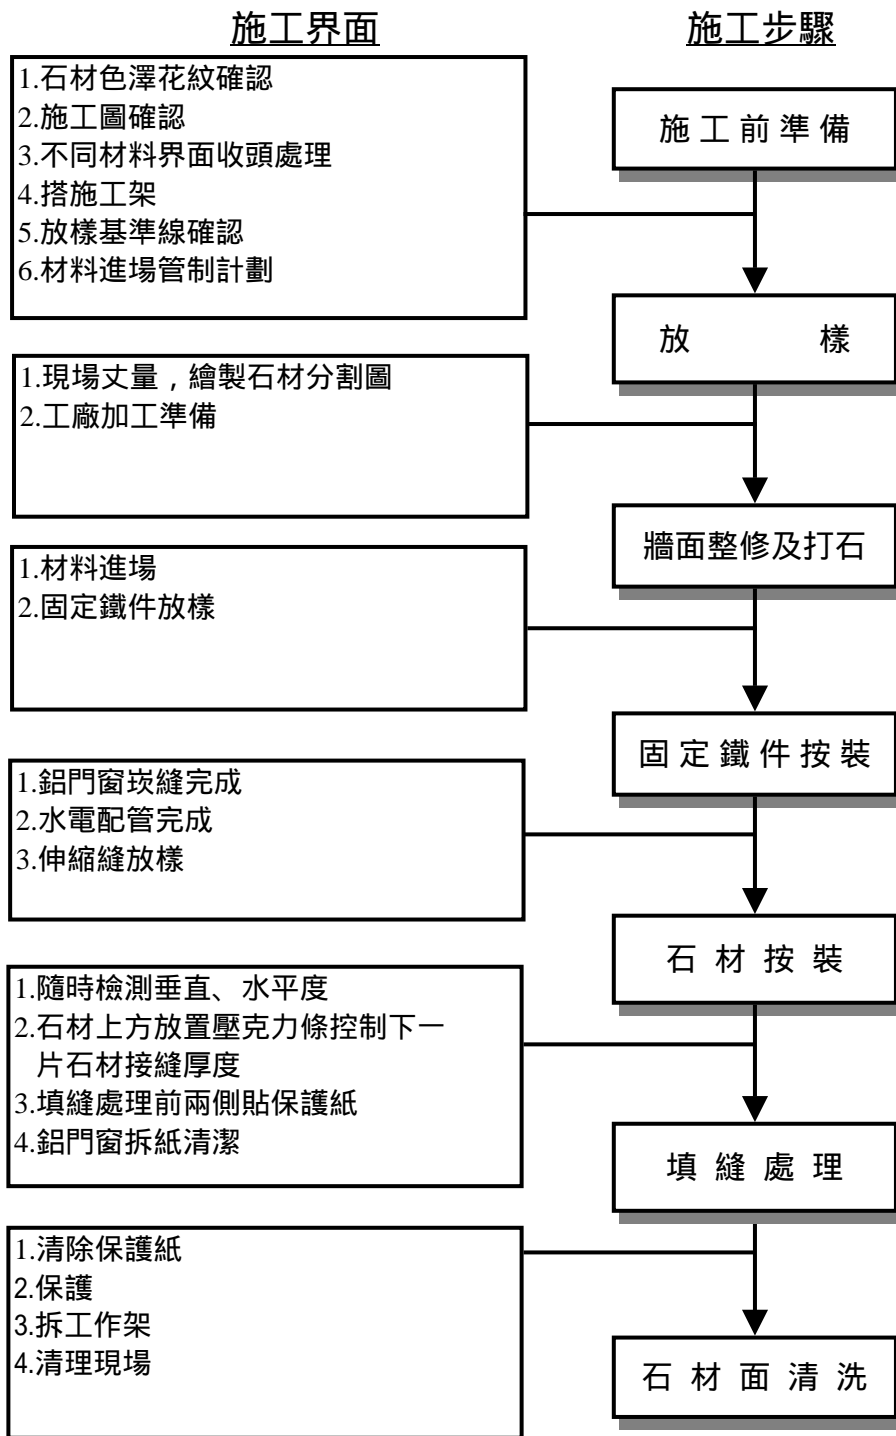 施工界面
施工步驟
1.石材色澤花紋確認
2.施工圖確認
3.不同材料界面收頭處理
4.搭施工架
5.放樣基準線確認
6.材料進場管制計劃
施工前準備
放 樣
1.現場丈量，繪製石材分割圖
2.工廠加工準備
牆面整修及打石
1.材料進場
2.固定鐵件放樣
固定鐵件按裝
1.鋁門窗崁縫完成
2.水電配管完成
3.伸縮縫放樣
石材按裝
1.隨時檢測垂直、水平度
2.石材上方放置壓克力條控制下一
片石材接縫厚度
3.填縫處理前兩側貼保護紙
4.鋁門窗拆紙清潔
填縫處理
1.清除保護紙
2.保護
3.拆工作架
4.清理現場
石材面清洗